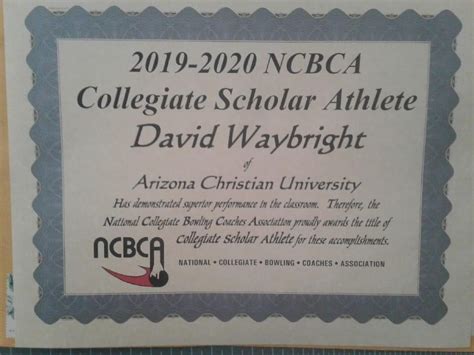 2019-2020 NCBCA
Collegiate Scholar Athlete
David Waybright
of
Arizona Christian University
Has demonstrated superior performance in the classroom. Therefore, the
National Collegiate Bowling Coaches Association proudly awards the title of
Collegiate Scholar Athlete for these accomplishments.
NCBCA
NATIONAL • COLLEGIATE • BOWLING • COACHES • ASSOCIATION